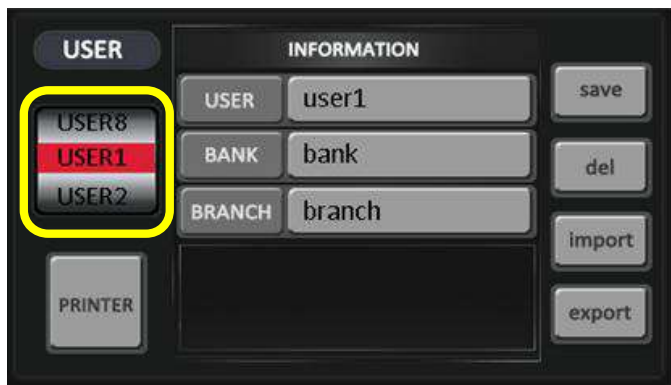 USER
INFORMATION
USER8
USER1
USER2
USER user1
BANK bank
BRANCH branch
PRINTER
save
del
import
export